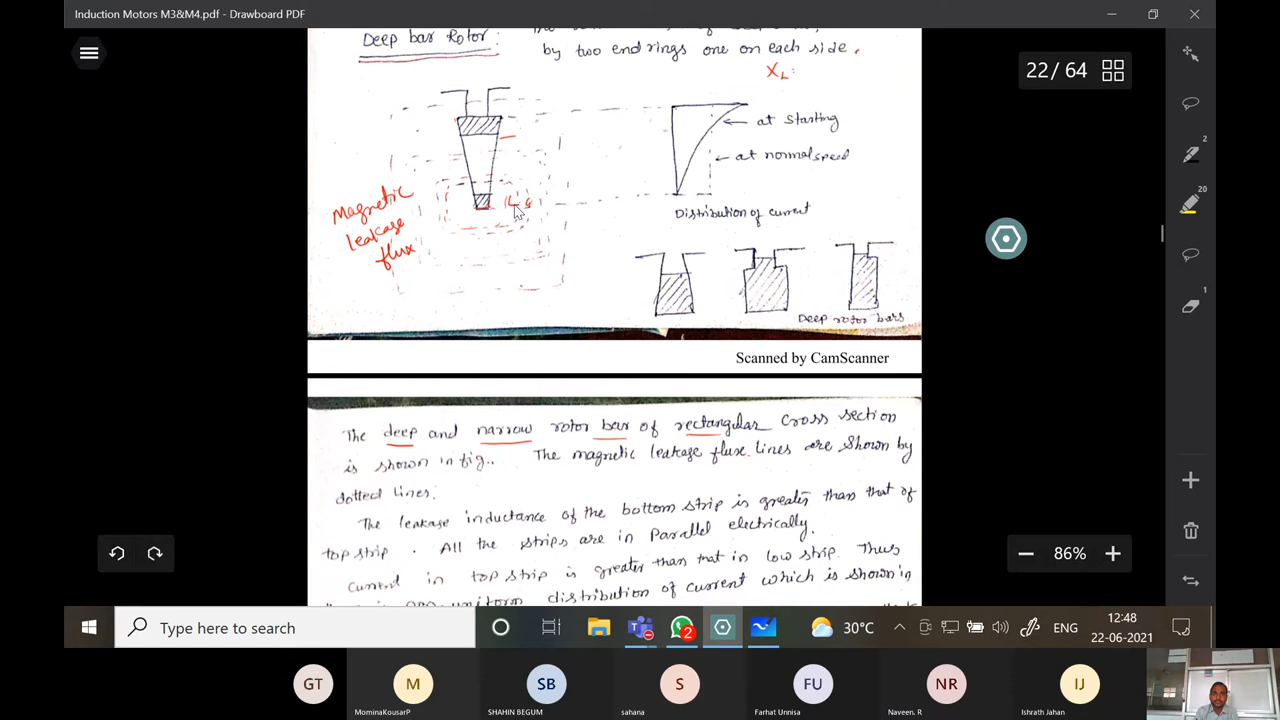 Induction Motors M3&M4.pdf - Drawboard PDF
22 / 64
Deep bar Rotor:
by two end rings one on each side.
XL:
at starting
at normal speed
Magnetic
leakage
flux
Distribution of current
Deep rotor bars
Scanned by CamScanner
The deep and narrow rotor bar of rectangular cross section
is shown in fig.. The magnetic leakage flux lines are shown by
dotted lines.
The leakage inductance of the bottom strip is greater than that of
top strip. All the strips are in Parallel electrically.
Current in top strip is greater than that in low strip. Thus
non uniform distribution of current which is shown in
86%
Type here to search
2
30°C
ENG
12:48
22-06-2021
20
2
1
GT
M
SB
S
FU
NR
IJ
MominaKousarP
SHAHIN BEGUM
sahana
Farhat Unnisa
Naveen. R
Ishrath Jahan